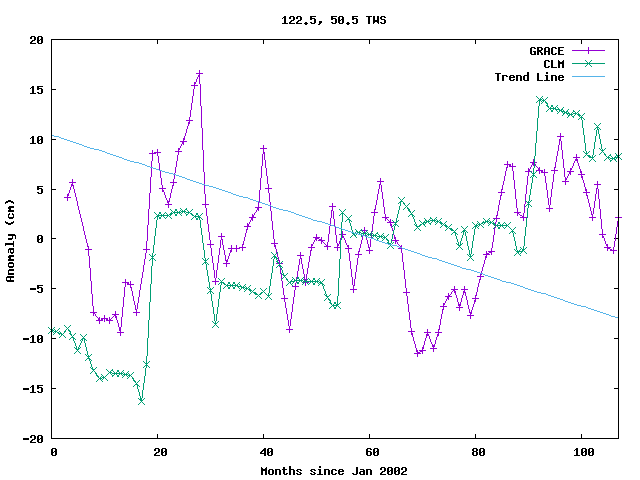 122.5, 50.5 TWS
GRACE
CLM
Trend Line
20
15
10
5
0
-5
-10
-15
-20
Anomaly (cm)
0 20 40 60 80 100
Months since Jan 2002